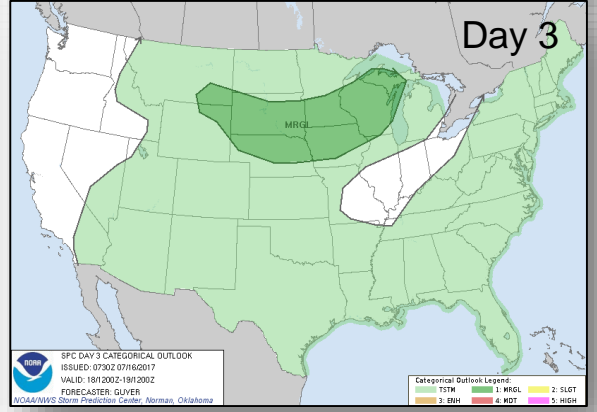 Day 3
MRGL
NOAA
SPC DAY 3 CATEGORICAL OUTLOOK
ISSUED: 0730Z 07/16/2017
VALID: 18/1200Z-19/1200Z
FORECASTER: GUYER
NOAA/NWS Storm Prediction Center, Norman, Oklahoma
Categorical Outlook Legend:
TSTM 1: MRGL 2: SLGT
3: ENH 4: MDT 5: HIGH